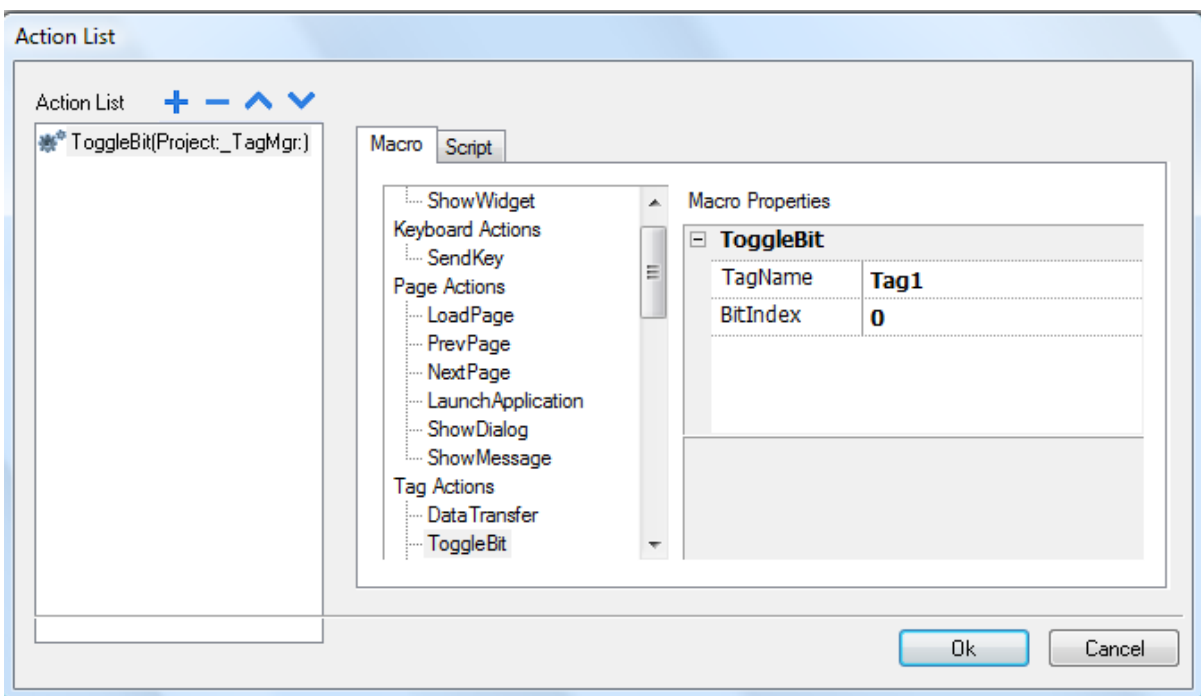 Action List
Action List
ToggleBit(Project:_TagMgr:)
Macro
Script
ShowWidget
Keyboard Actions
SendKey
Page Actions
LoadPage
PrevPage
NextPage
LaunchApplication
ShowDialog
ShowMessage
Tag Actions
DataTransfer
ToggleBit
Macro Properties
ToggleBit
TagName Tag1
BitIndex 0
Ok
Cancel